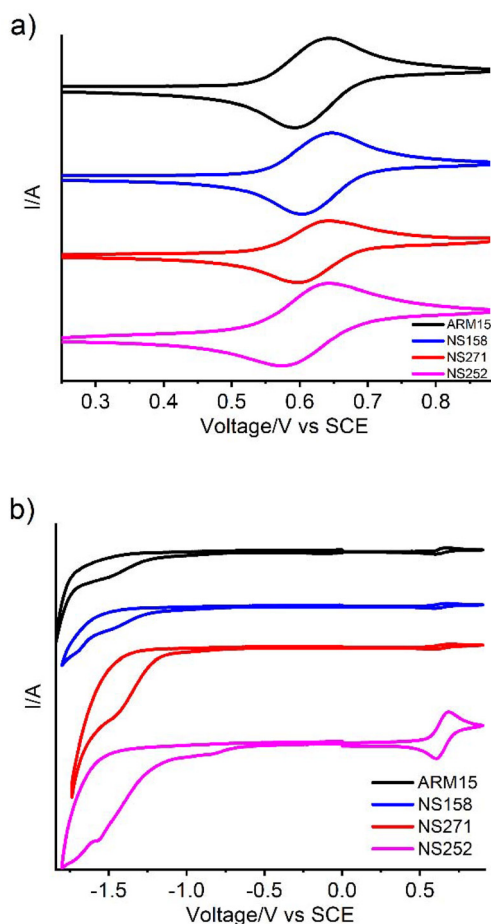 a)
I/A
ARM15
NS158
NS271
NS252
0.3 0.4 0.5 0.6 0.7 0.8
Voltage/V vs SCE
b)
I/A
ARM15
NS158
NS271
NS252
-1.5 -1.0 -0.5 0.0 0.5
Voltage/V vs SCE